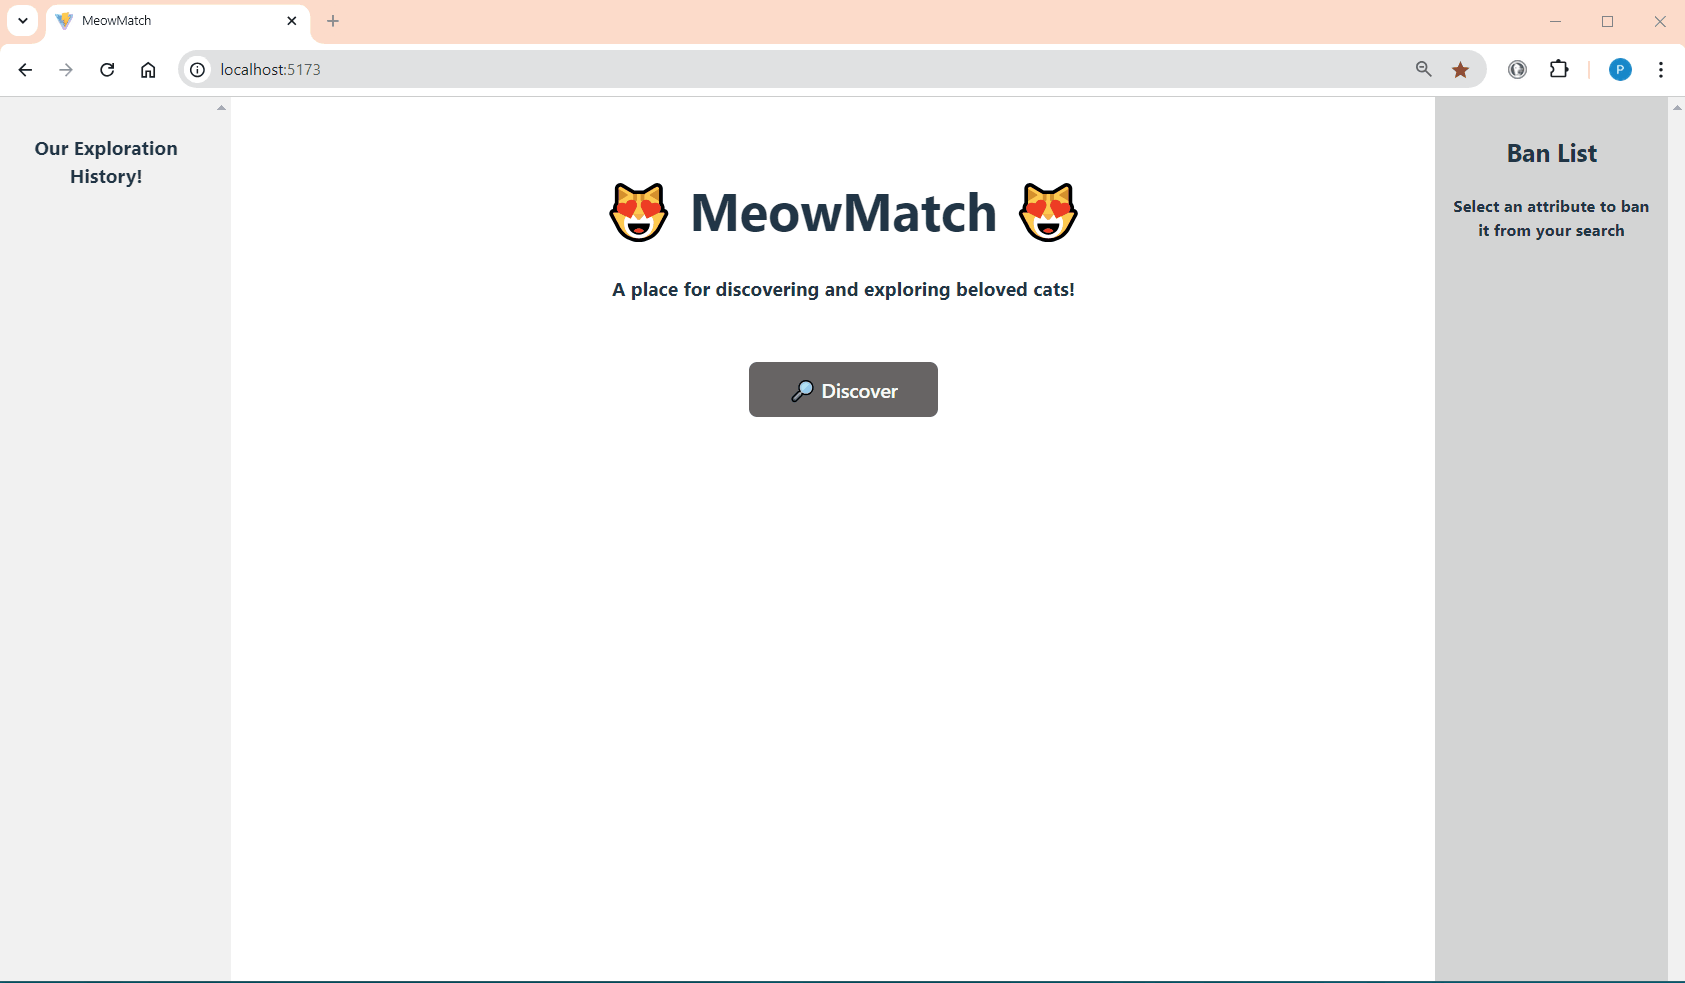 MeowMatch
localhost:5173
P
Our Exploration
History!
😻 MeowMatch 😻
A place for discovering and exploring beloved cats!
🔎 Discover
Ban List
Select an attribute to ban
it from your search